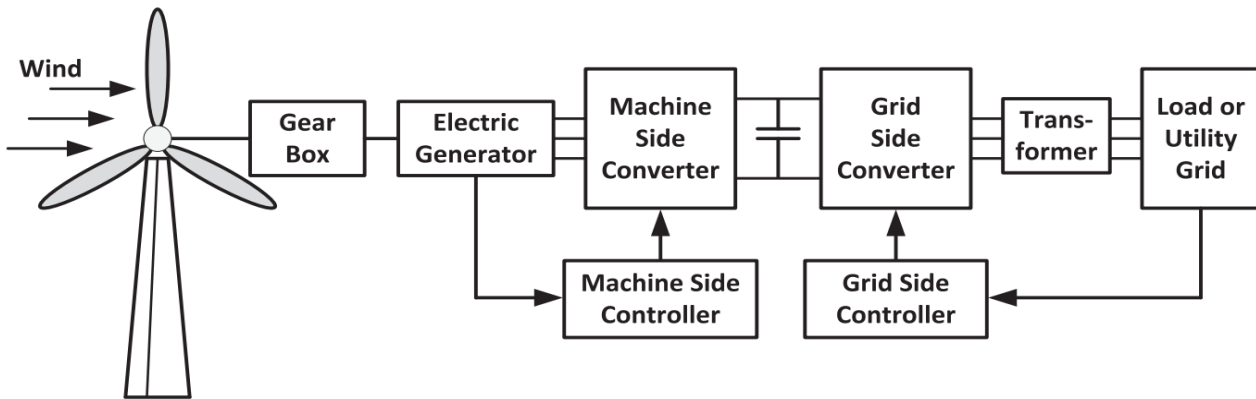 Wind
Gear
Box
Electric
Generator
Machine
Side
Converter
Grid
Side
Converter
Trans-
former
Load or
Utility
Grid
Machine Side
Controller
Grid Side
Controller